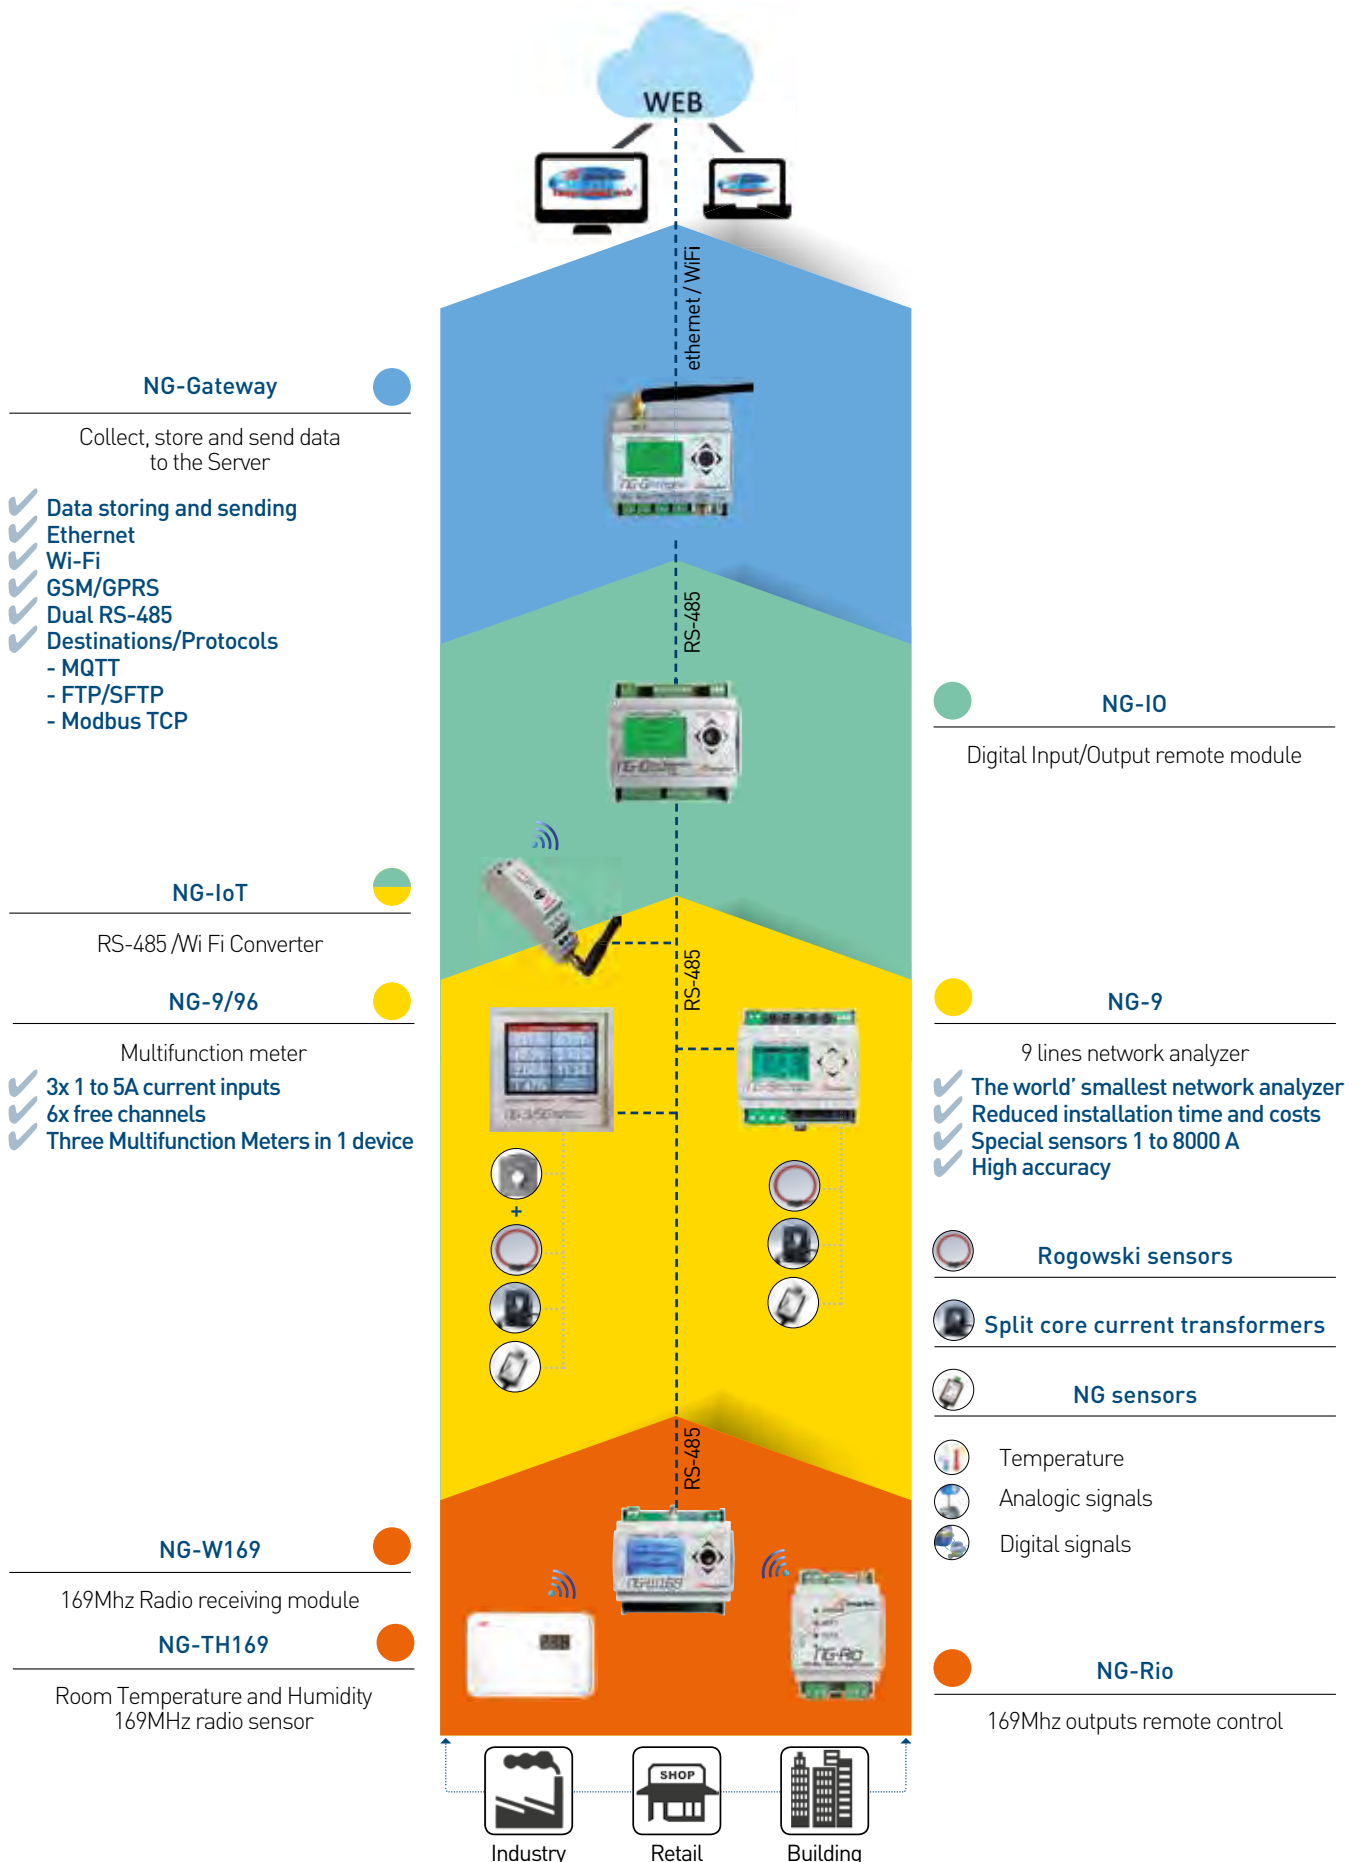 WEB
ethernet / WiFi
NG-Gateway
Collect, store and send data
to the Server
Data storing and sending
Ethernet
Wi-Fi
GSM/GPRS
Dual RS-485
Destinations/Protocols
- MQTT
- FTP/SFTP
- Modbus TCP
RS-485
NG-IO
Digital Input/Output remote module
NG-IoT
RS-485 /Wi Fi Converter
RS-485
NG-9/96
Multifunction meter
3x 1 to 5A current inputs
6x free channels
Three Multifunction Meters in 1 device
NG-9
9 lines network analyzer
The world' smallest network analyzer
Reduced installation time and costs
Special sensors 1 to 8000 A
High accuracy
+
Rogowski sensors
Split core current transformers
NG sensors
Temperature
Analogic signals
Digital signals
RS-485
NG-W169
169Mhz Radio receiving module
NG-TH169
Room Temperature and Humidity
169MHz radio sensor
NG-W169
NG-RIO
NG-Rio
169Mhz outputs remote control
SHOP
Industry
Retail
Building